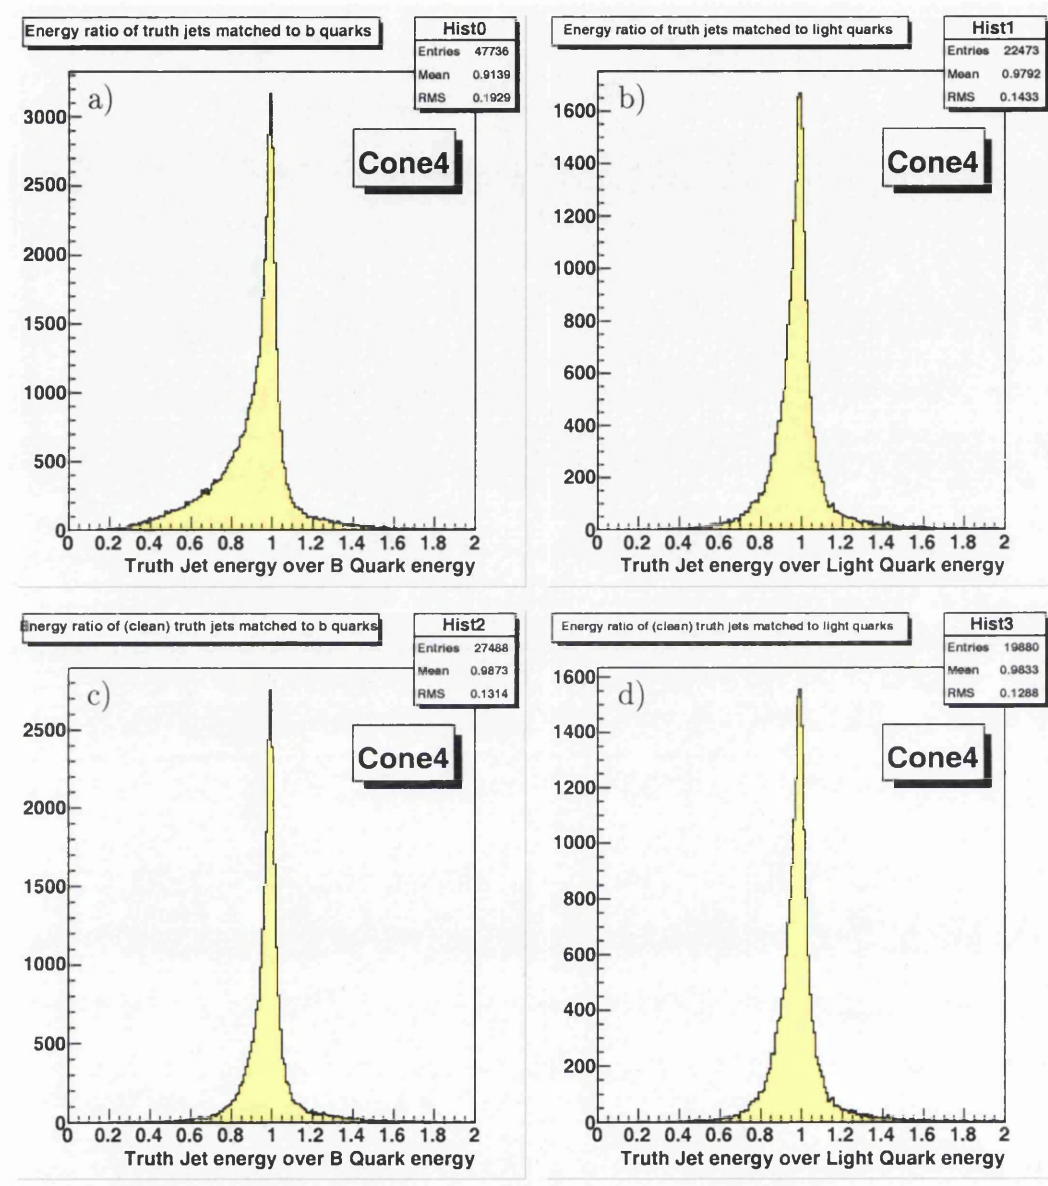 Energy ratio of truth jets matched to b quarks
Hist0
Entries 47736
Mean 0.9139
RMS 0.1929
a)
Cone4
3000
2500
2000
1500
1000
500
0
0 0.2 0.4 0.6 0.8 1 1.2 1.4 1.6 1.8 2
Truth Jet energy over B Quark energy
Energy ratio of truth jets matched to light quarks
Hist1
Entries 22473
Mean 0.9792
RMS 0.1433
b)
Cone4
1600
1400
1200
1000
800
600
400
200
0
0 0.2 0.4 0.6 0.8 1 1.2 1.4 1.6 1.8 2
Truth Jet energy over Light Quark energy
Energy ratio of (clean) truth jets matched to b quarks
Hist2
Entries 27488
Mean 0.9873
RMS 0.1314
c)
Cone4
2500
2000
1500
1000
500
0
0 0.2 0.4 0.6 0.8 1 1.2 1.4 1.6 1.8 2
Truth Jet energy over B Quark energy
Energy ratio of (clean) truth jets matched to light quarks
Hist3
Entries 19880
Mean 0.9833
RMS 0.1288
d)
Cone4
1600
1400
1200
1000
800
600
400
200
0
0 0.2 0.4 0.6 0.8 1 1.2 1.4 1.6 1.8 2
Truth Jet energy over Light Quark energy